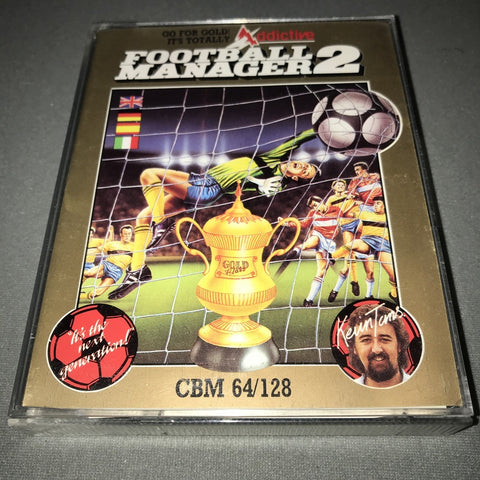 GO FOR GOLD!
IT'S TOTALLY
Addictive
FOOTBALL
MANAGER 2
GOLD
It's the
next
generation!
Kevin Toms
CBM 64/128